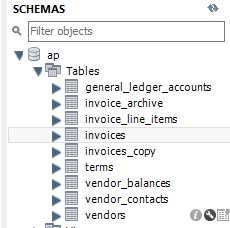 SCHEMAS
Filter objects
ap
Tables
general_ledger_accounts
invoice_archive
invoice_line_items
invoices
invoices_copy
terms
vendor_balances
vendor_contacts
vendors